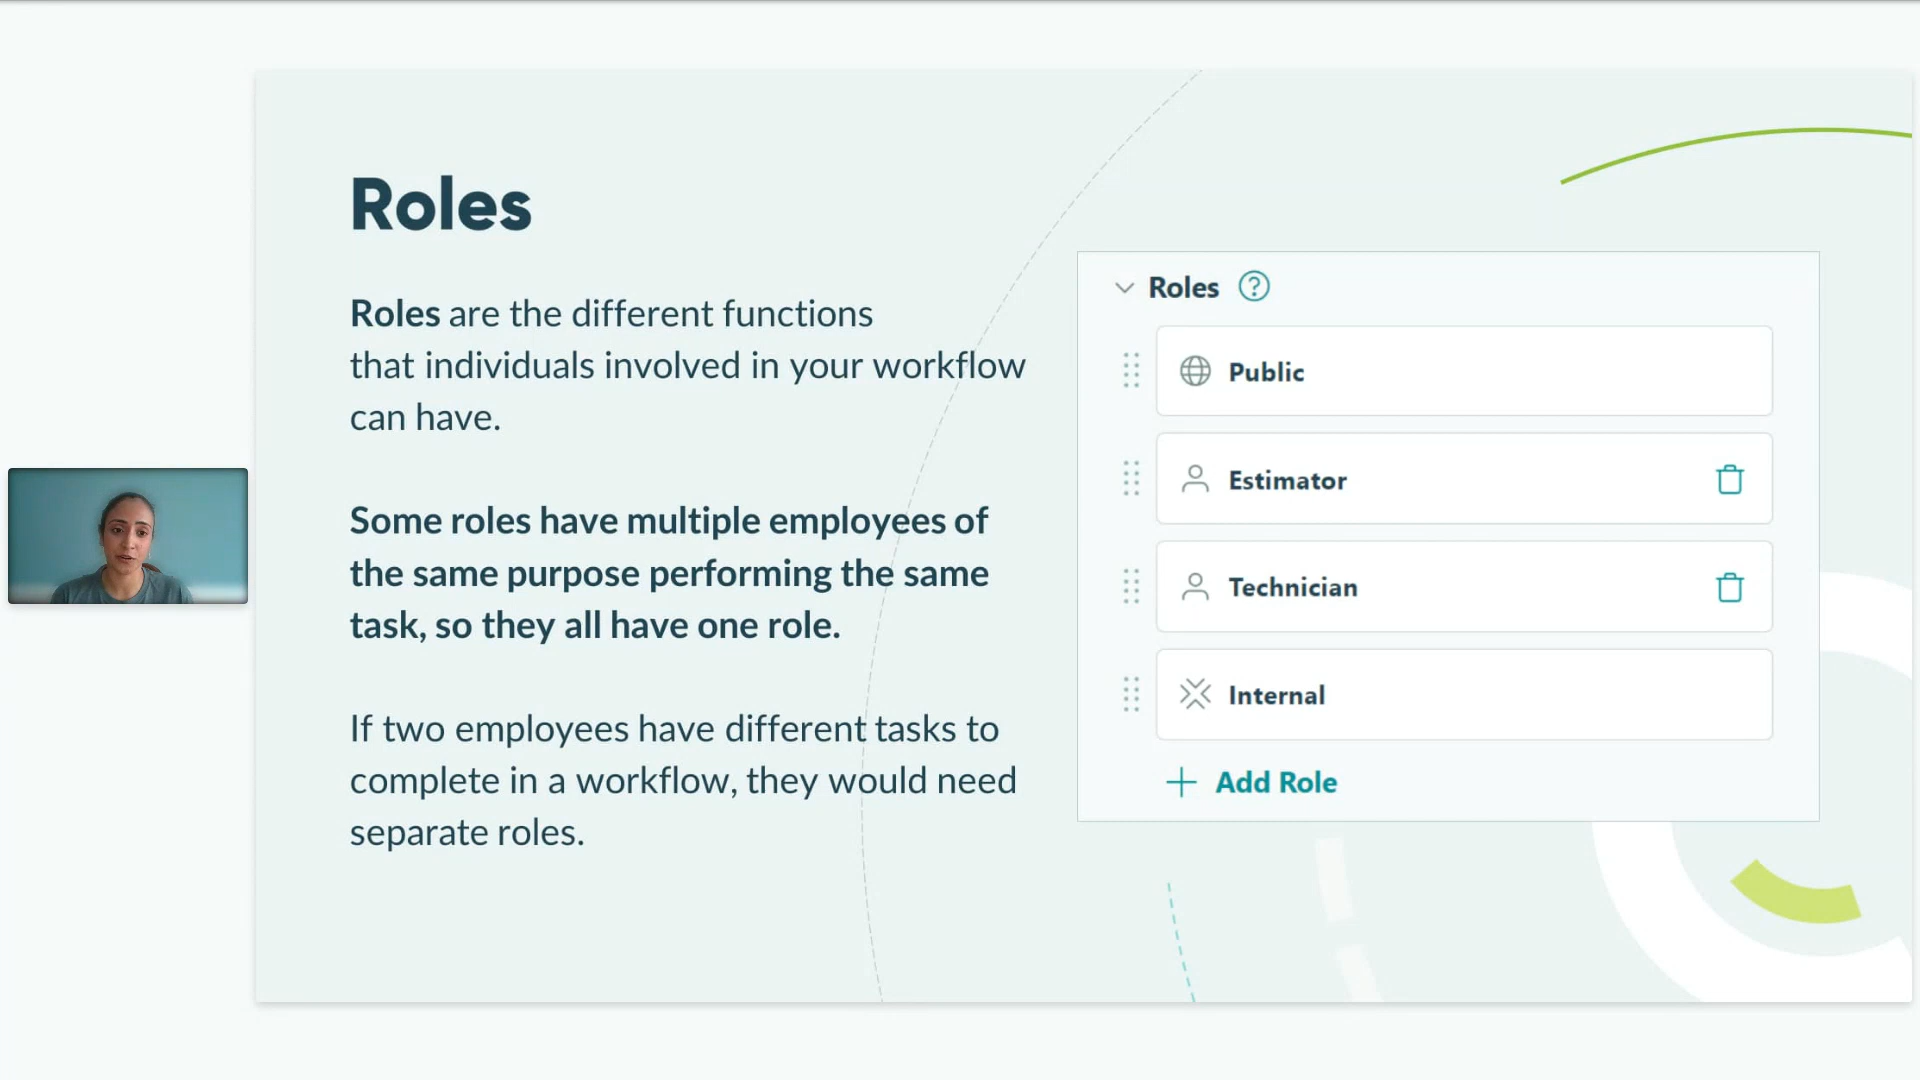 Roles
Roles are the different functions
that individuals involved in your workflow
can have.
Some roles have multiple employees of
the same purpose performing the same
task, so they all have one role.
If two employees have different tasks to
complete in a workflow, they would need
separate roles.
Roles ?
Public
Estimator
Technician
Internal
+ Add Role